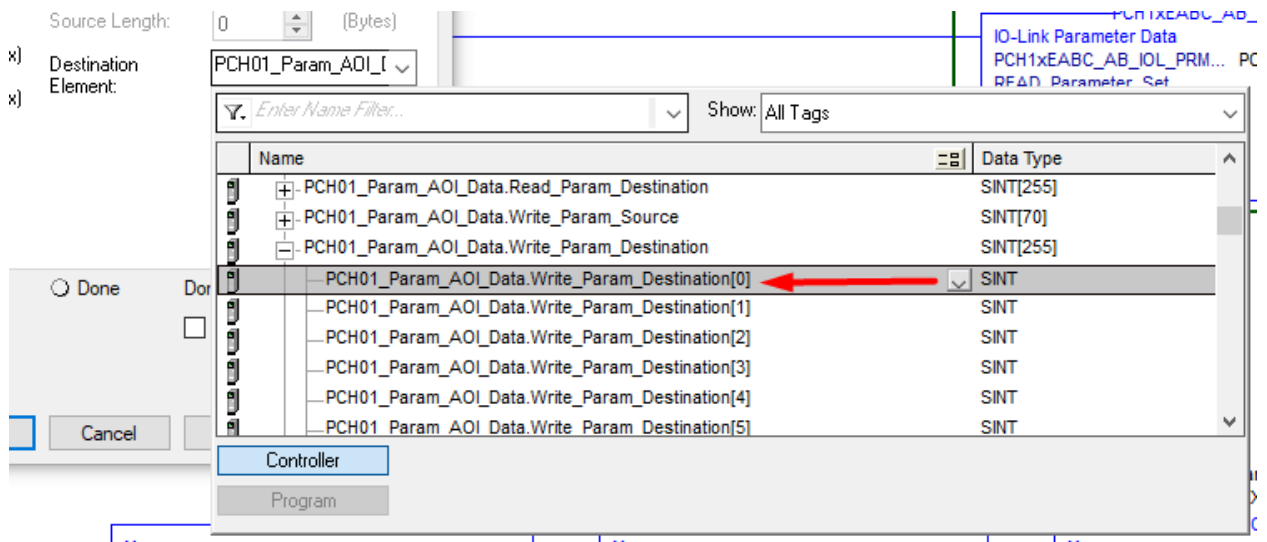 Source Length:
0
(Bytes)
x)
Destination
Element:
PCH01_Param_AOI_D
x)
IO-Link Parameter Data
PCH1xEABC_AB_IOL_PRM... PC
READ_Parameter_Set
Enter Name Filter...
Show: All Tags
Name
Data Type
PCH01_Param_AOI_Data.Read_Param_Destination
SINT[255]
PCH01_Param_AOI_Data.Write_Param_Source
SINT[70]
PCH01_Param_AOI_Data.Write_Param_Destination
SINT[255]
PCH01_Param_AOI_Data.Write_Param_Destination[0]
SINT
PCH01_Param_AOI_Data.Write_Param_Destination[1]
SINT
PCH01_Param_AOI_Data.Write_Param_Destination[2]
SINT
PCH01_Param_AOI_Data.Write_Param_Destination[3]
SINT
PCH01_Param_AOI_Data.Write_Param_Destination[4]
SINT
PCH01_Param_AOI_Data.Write_Param_Destination[5]
SINT
Done
Dor
Cancel
Controller
Program